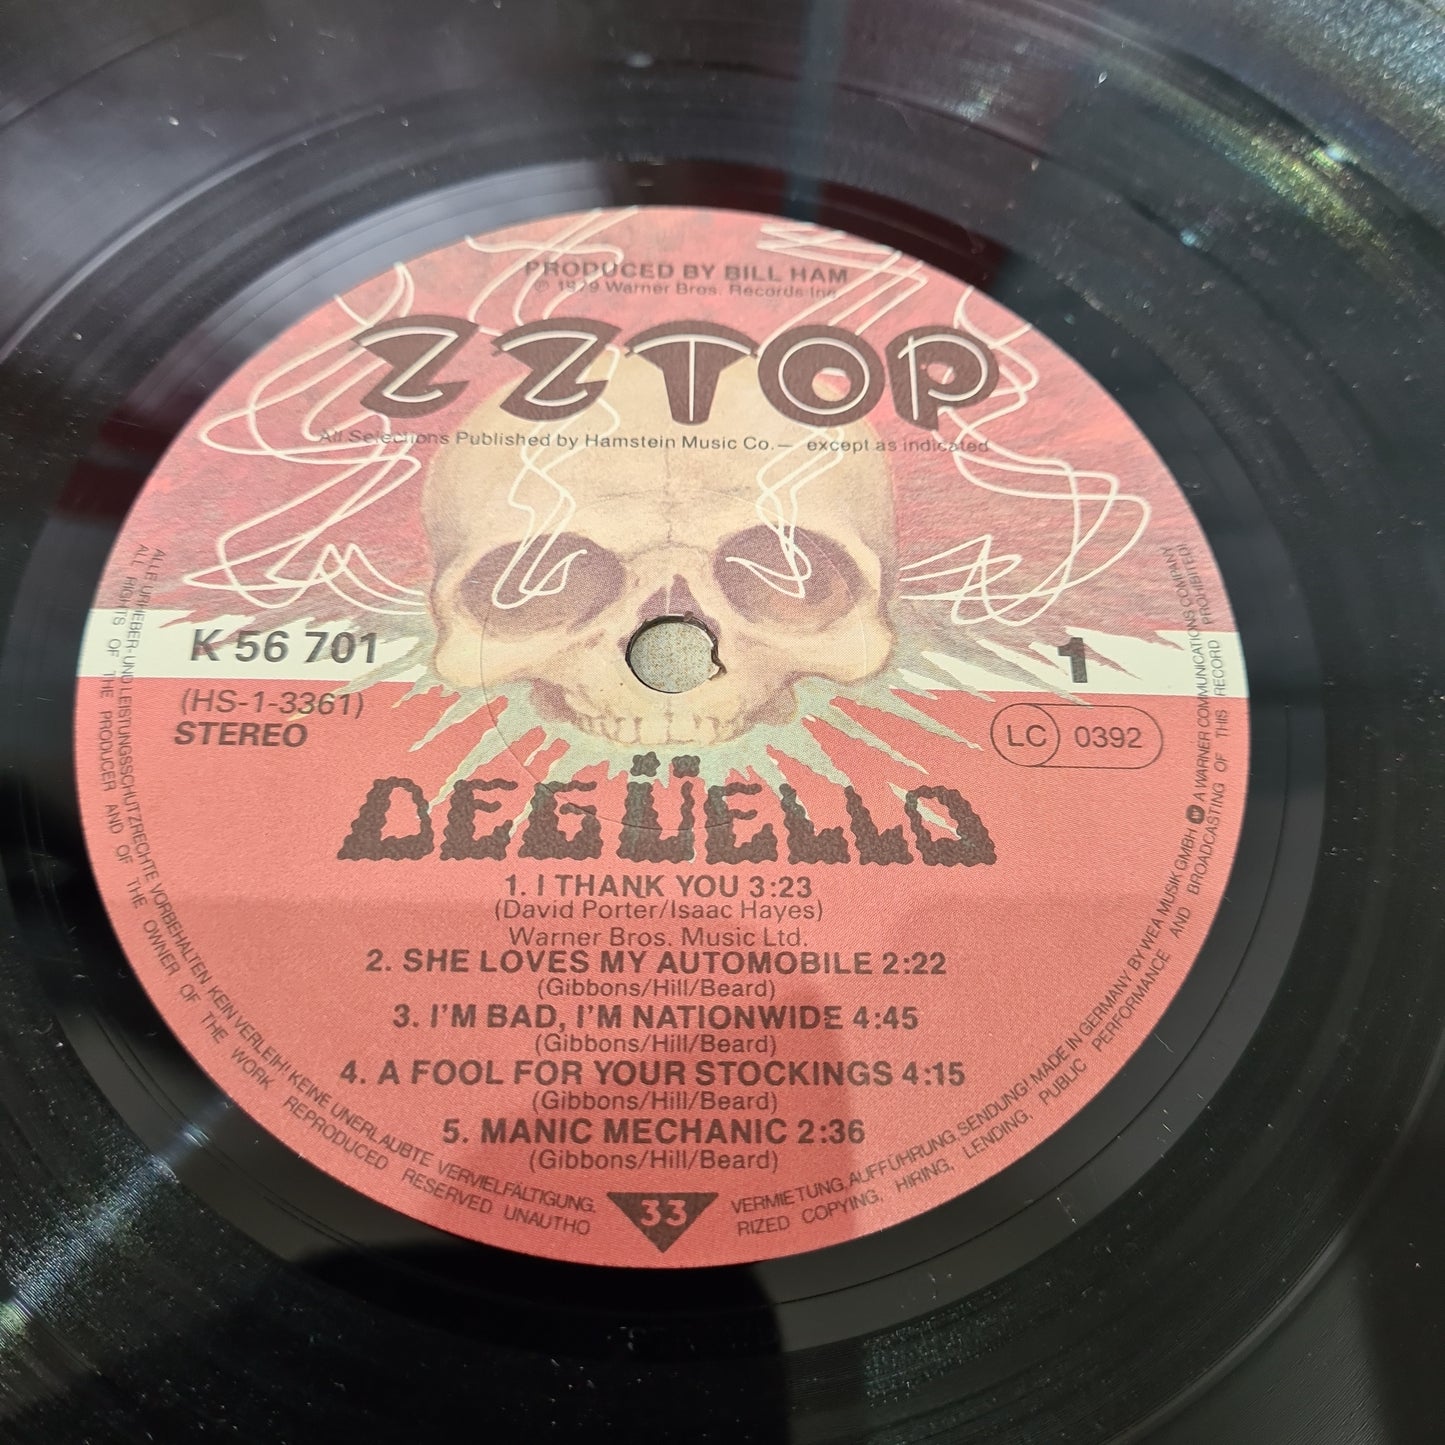 PRODUCED BY BILL HAM
℗ 1979 Warner Bros. Records Inc.
ZZ TOP
All Selections Published by Hamstein Music Co.— except as indicated
K 56 701
1
(HS-1-3361)
STEREO
LC 0392
DEGÜELLO
1. I THANK YOU 3:23
(David Porter/Isaac Hayes)
Warner Bros. Music Ltd.
2. SHE LOVES MY AUTOMOBILE 2:22
(Gibbons/Hill/Beard)
3. I'M BAD, I'M NATIONWIDE 4:45
(Gibbons/Hill/Beard)
4. A FOOL FOR YOUR STOCKINGS 4:15
(Gibbons/Hill/Beard)
5. MANIC MECHANIC 2:36
(Gibbons/Hill/Beard)
33
ALLE URHEBER- UND LEISTUNGSSCHUTZRECHTE VORBEHALTEN KEIN VERLEIH! KEINE UNERLAUBTE VERVIELFÄLTIGUNG, VERMIETUNG, AUFFÜHRUNG, SENDUNG! MADE IN GERMANY BY WEA MUSIK GMBH A WARNER COMMUNICATIONS COMPANY
ALL RIGHTS OF THE PRODUCER AND OF THE OWNER OF THE WORK REPRODUCED RESERVED UNAUTHO RIZED COPYING, HIRING, LENDING, PUBLIC PERFORMANCE AND BROADCASTING OF THIS RECORD PROHIBITED!